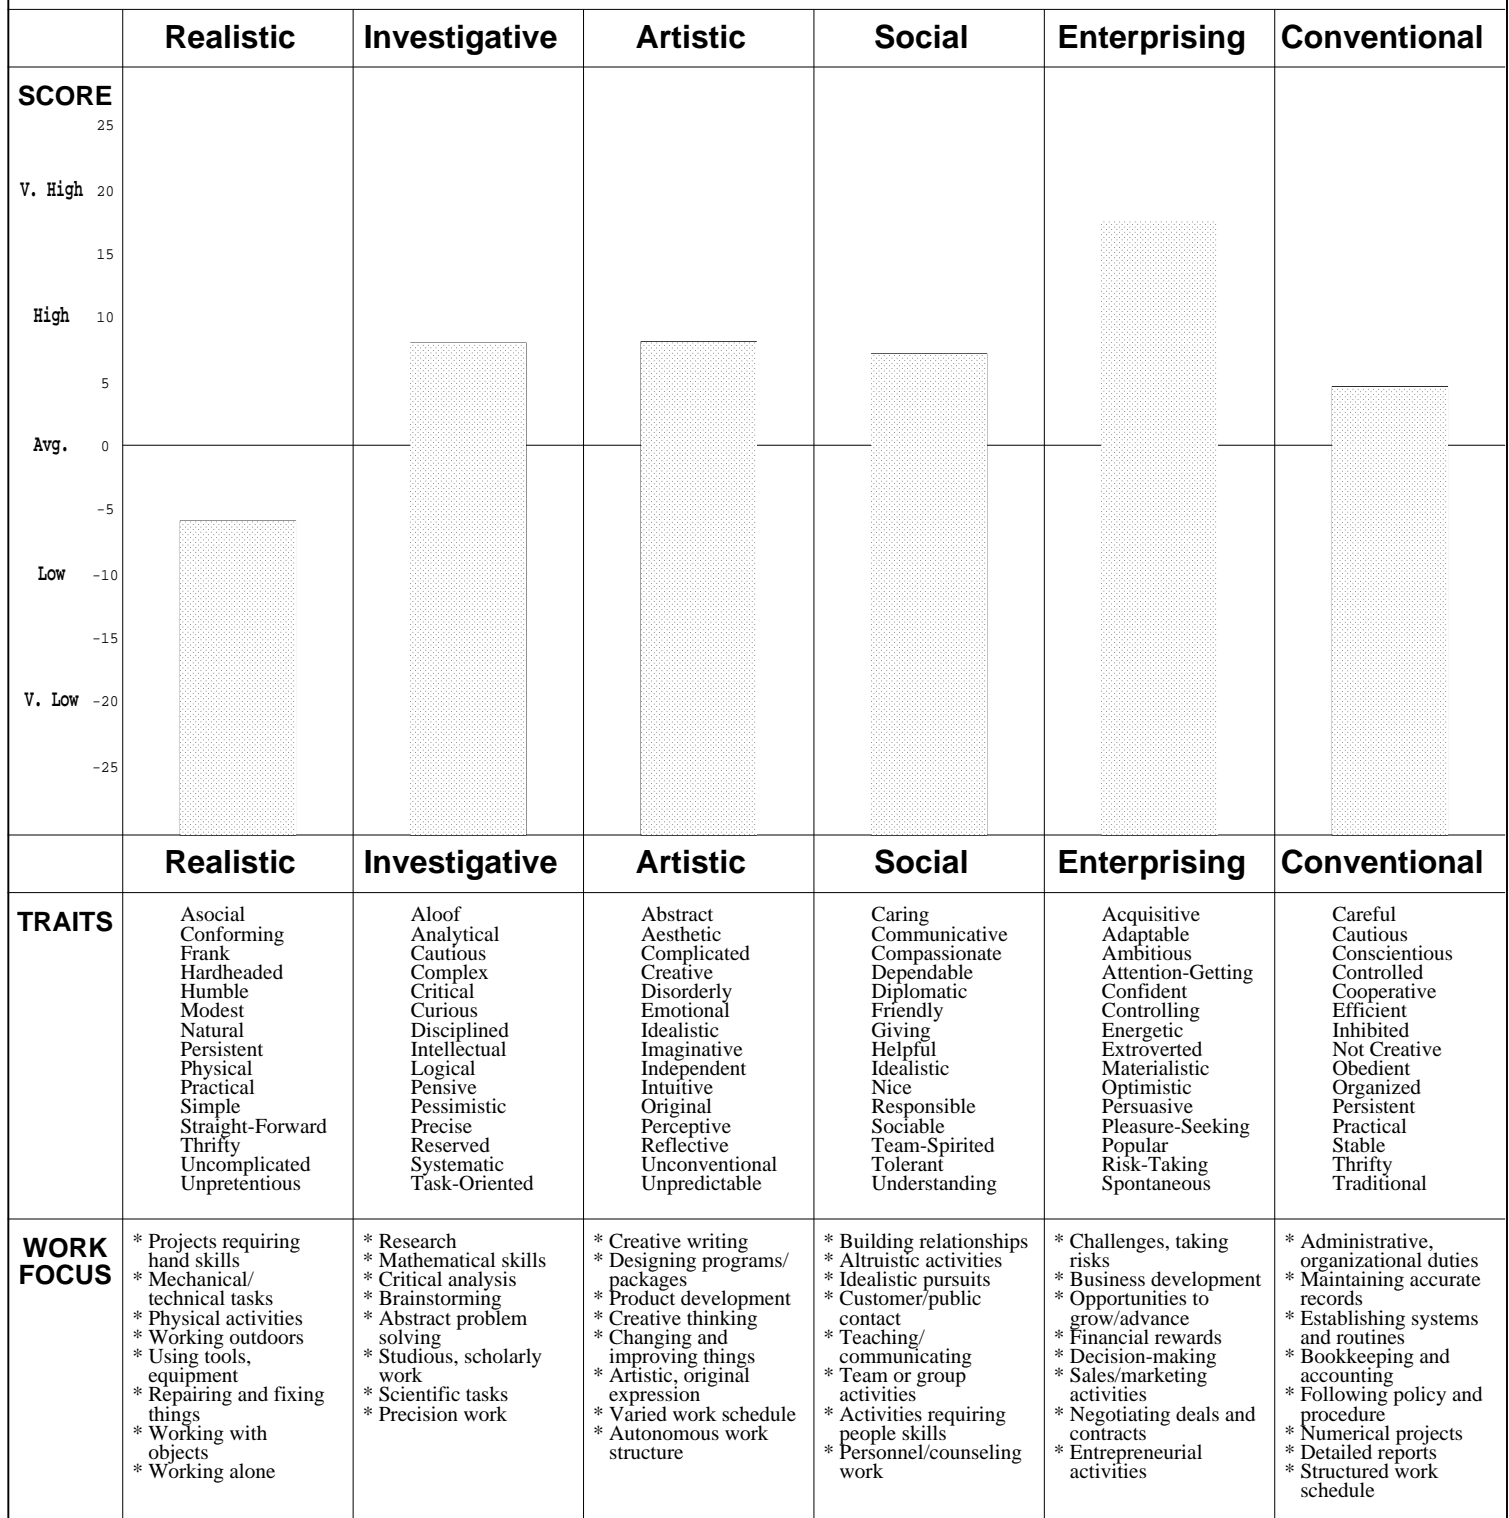 Realistic Investigative Artistic Social Enterprising Conventional
SCORE
25
V. High 20
15
High 10
5
Avg. 0
-5
Low -10
-15
V. Low -20
-25
Realistic Investigative Artistic Social Enterprising Conventional
TRAITS
Asocial
Conforming
Frank
Hardheaded
Humble
Modest
Natural
Persistent
Physical
Practical
Simple
Straight-Forward
Thrifty
Uncomplicated
Unpretentious
Aloof
Analytical
Cautious
Complex
Critical
Curious
Disciplined
Intellectual
Logical
Pensive
Pessimistic
Precise
Reserved
Systematic
Task-Oriented
Abstract
Aesthetic
Complicated
Creative
Disorderly
Emotional
Idealistic
Imaginative
Independent
Intuitive
Original
Perceptive
Reflective
Unconventional
Unpredictable
Caring
Communicative
Compassionate
Dependable
Diplomatic
Friendly
Giving
Helpful
Idealistic
Nice
Responsible
Sociable
Team-Spirited
Tolerant
Understanding
Acquisitive
Adaptable
Ambitious
Attention-Getting
Confident
Controlling
Energetic
Extroverted
Materialistic
Optimistic
Persuasive
Pleasure-Seeking
Popular
Risk-Taking
Spontaneous
Careful
Cautious
Conscientious
Controlled
Cooperative
Efficient
Inhibited
Not Creative
Obedient
Organized
Persistent
Practical
Stable
Thrifty
Traditional
WORK
FOCUS
* Projects requiring
hand skills
* Mechanical/
technical tasks
* Physical activities
* Working outdoors
* Using tools,
equipment
* Repairing and fixing
things
* Working with
objects
* Working alone
* Research
* Mathematical skills
* Critical analysis
* Brainstorming
* Abstract problem
solving
* Studious, scholarly
work
* Scientific tasks
* Precision work
* Creative writing
* Designing programs/
packages
* Product development
* Creative thinking
* Changing and
improving things
* Artistic, original
expression
* Varied work schedule
* Autonomous work
structure
* Building relationships
* Altruistic activities
* Idealistic pursuits
* Customer/public
contact
* Teaching/
communicating
* Team or group
activities
* Activities requiring
people skills
* Personnel/counseling
work
* Challenges, taking
risks
* Business development
* Opportunities to
grow/advance
* Financial rewards
* Decision-making
* Sales/marketing
activities
* Negotiating deals and
contracts
* Entrepreneurial
activities
* Administrative,
organizational duties
* Maintaining accurate
records
* Establishing systems
and routines
* Bookkeeping and
accounting
* Following policy and
procedure
* Numerical projects
* Detailed reports
* Structured work
schedule